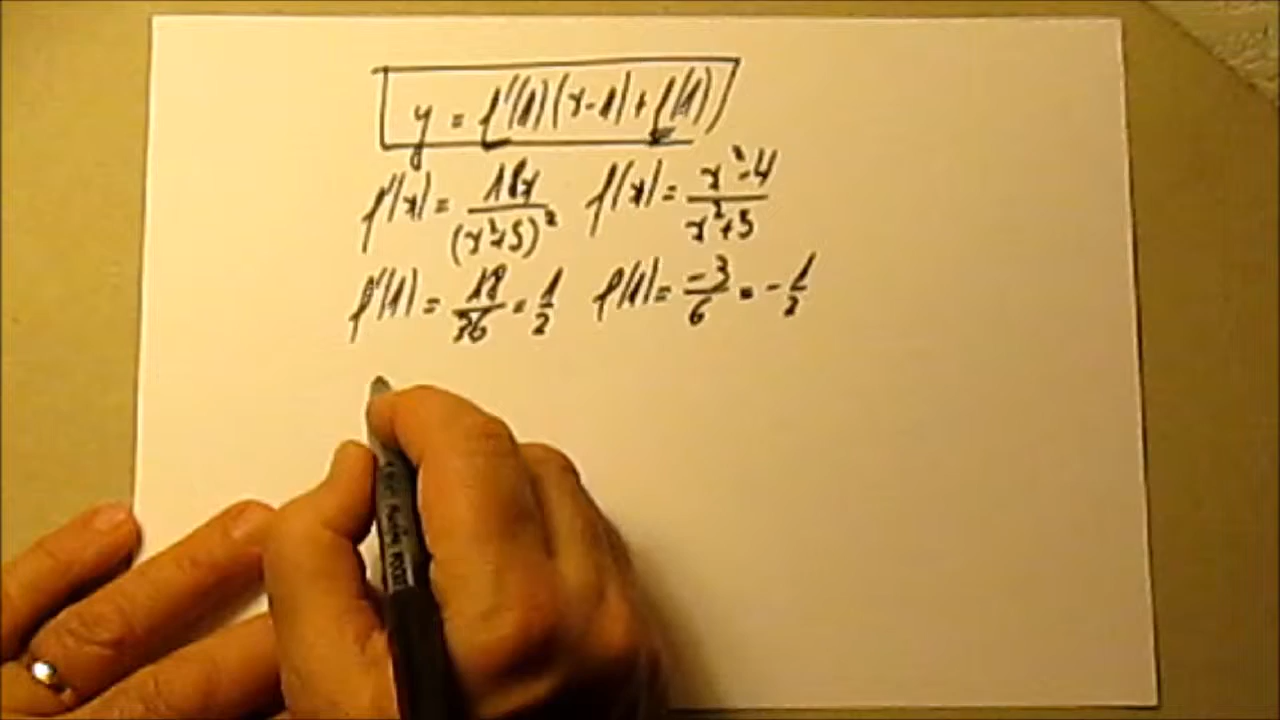 y = f'(1)(x-1)+f(1)
f'(x) = 18x/(x²+5)² f(x) = x²-4/x²+5
f'(1) = 18/36 = 1/2 f(1) = -3/6 = -1/2